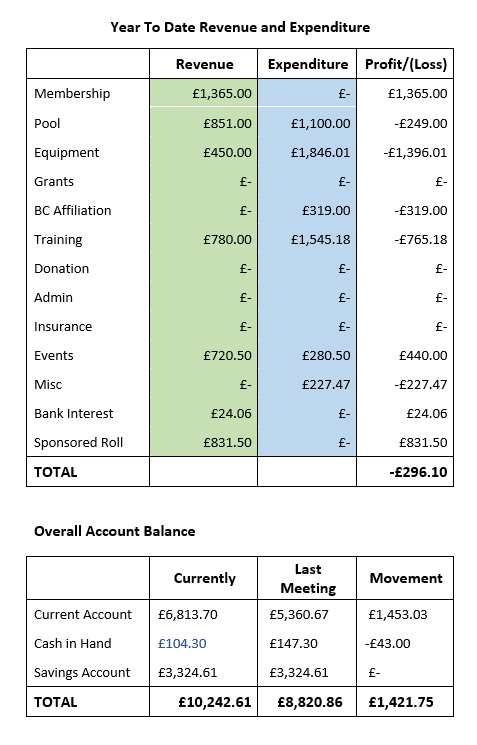 Year To Date Revenue and Expenditure
Revenue Expenditure Profit/(Loss)
Membership £1,365.00 £- £1,365.00
Pool £851.00 £1,100.00 -£249.00
Equipment £450.00 £1,846.01 -£1,396.01
Grants £- £- £-
BC Affiliation £- £319.00 -£319.00
Training £780.00 £1,545.18 -£765.18
Donation £- £- £-
Admin £- £- £-
Insurance £- £- £-
Events £720.50 £280.50 £440.00
Misc £- £227.47 -£227.47
Bank Interest £24.06 £- £24.06
Sponsored Roll £831.50 £- £831.50
TOTAL -£296.10
Overall Account Balance
Currently Last Meeting Movement
Current Account £6,813.70 £5,360.67 £1,453.03
Cash in Hand £104.30 £147.30 -£43.00
Savings Account £3,324.61 £3,324.61 £-
TOTAL £10,242.61 £8,820.86 £1,421.75